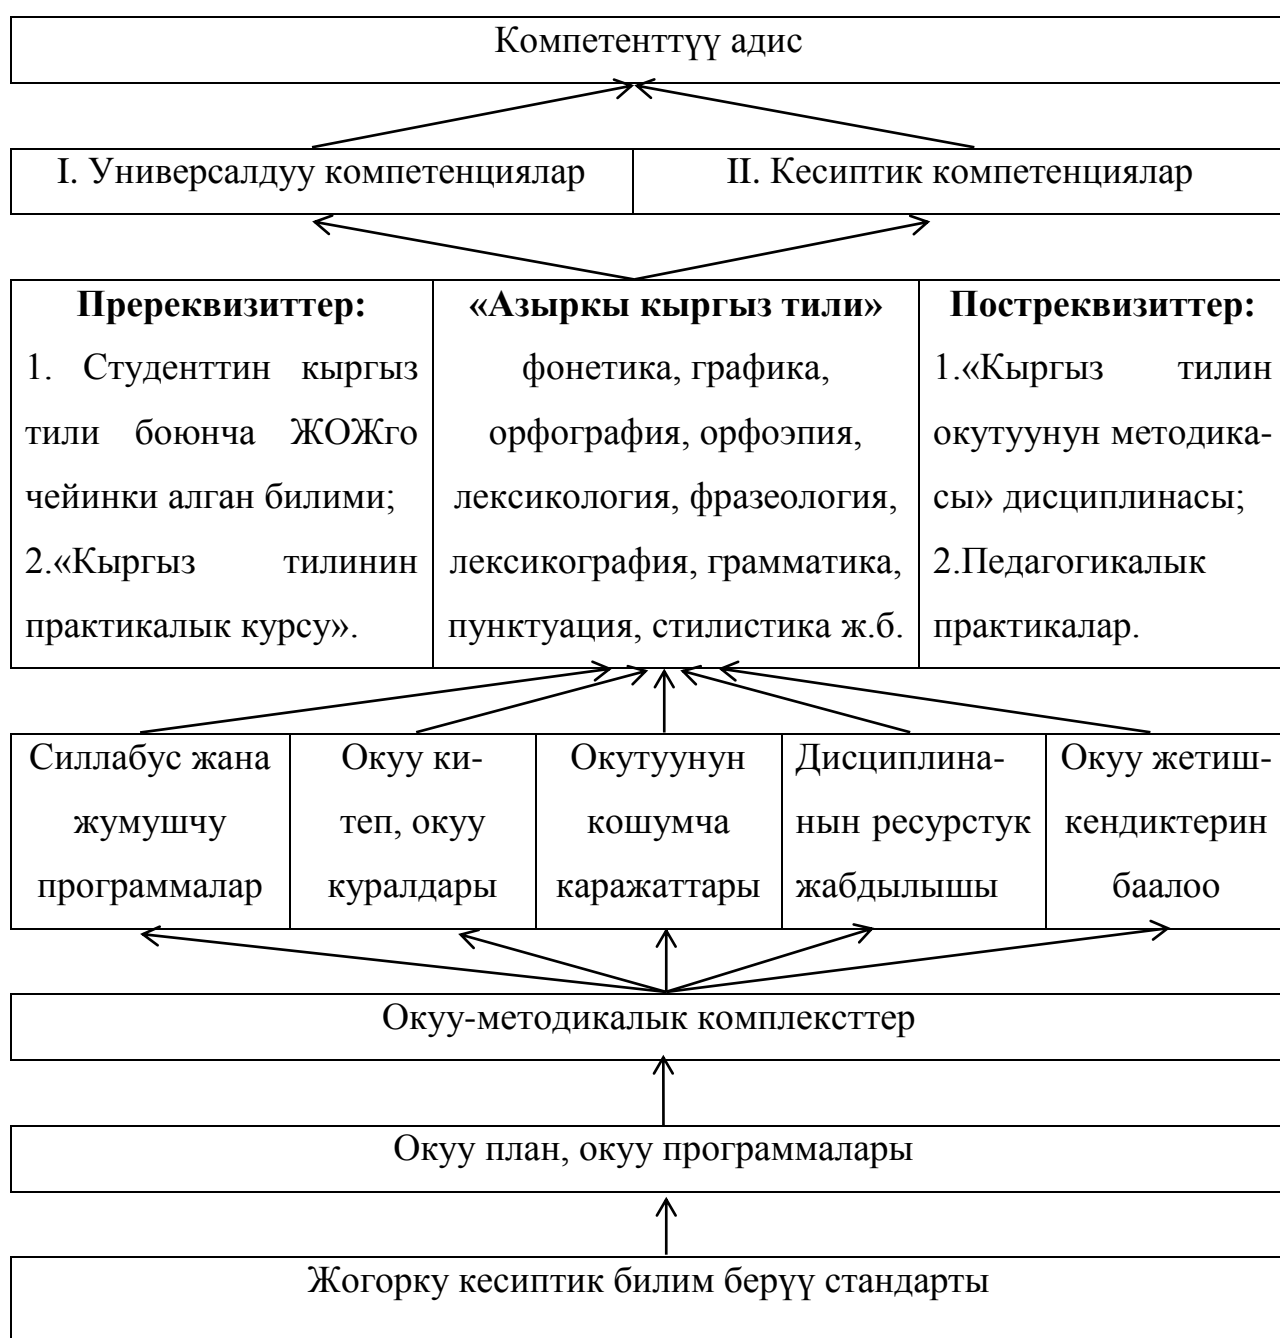 Компетенттүү адис
I. Универсалдуу компетенциялар
II. Кесиптик компетенциялар
Пререквизиттер:
1. Студенттин кыргыз
тили боюнча ЖОЖго
чейинки алган билими;
2.«Кыргыз тилинин
практикалык курсу».
«Азыркы кыргыз тили»
фонетика, графика,
орфография, орфоэпия,
лексикология, фразеология,
лексикография, грамматика,
пунктуация, стилистика ж.б.
Постреквизиттер:
1.«Кыргыз тилин
окутуунун методика-
сы» дисциплинасы;
2.Педагогикалык
практикалар.
Силлабус жана
жумушчу
программалар
Окуу ки-
теп, окуу
куралдары
Окутуунун
кошумча
каражаттары
Дисциплина-
нын ресурстук
жабдылышы
Окуу жетиш-
кендиктерин
баалоо
Окуу-методикалык комплексттер
Окуу план, окуу программалары
Жогорку кесиптик билим берүү стандарты